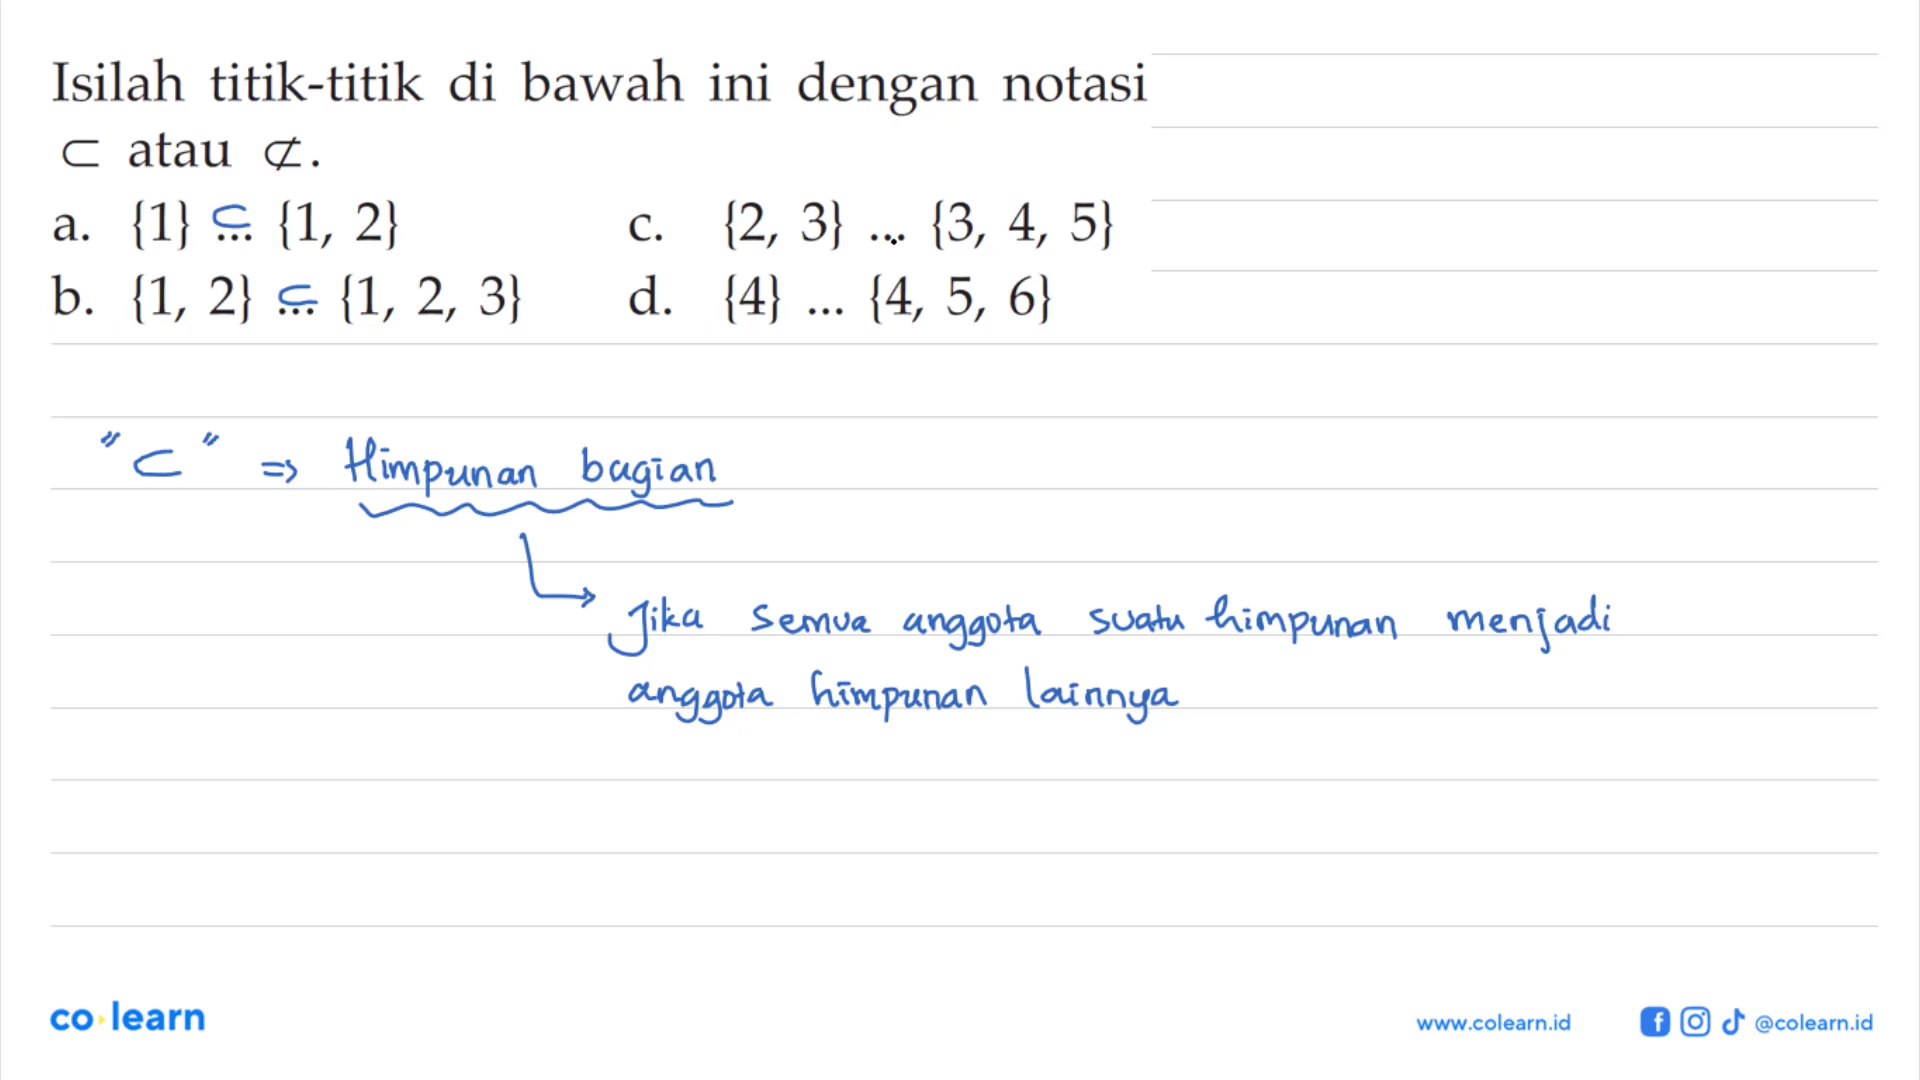 Isilah titik-titik di bawah ini dengan notasi
⊂ atau ⊄.
a. {1} ⊂... {1, 2} c. {2, 3} ... {3, 4, 5}
b. {1, 2} ⊂... {1, 2, 3} d. {4} ... {4, 5, 6}
"⊂" => Himpunan bagian
Jika semua anggota suatu himpunan menjadi
anggota himpunan lainnya
co learn
www.colearn.id @colearn.id